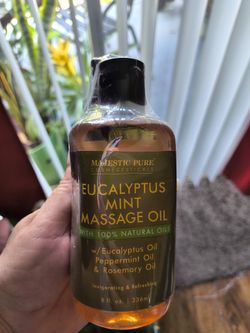 MAJESTIC PURE
COSMECEUTICALS
EUCALYPTUS
MINT
MASSAGE OIL
WITH 100% NATURAL OILS
w/ Eucalyptus Oil
Peppermint Oil
& Rosemary Oil
Invigorating & Refreshing
8 fl. oz. | 236ml